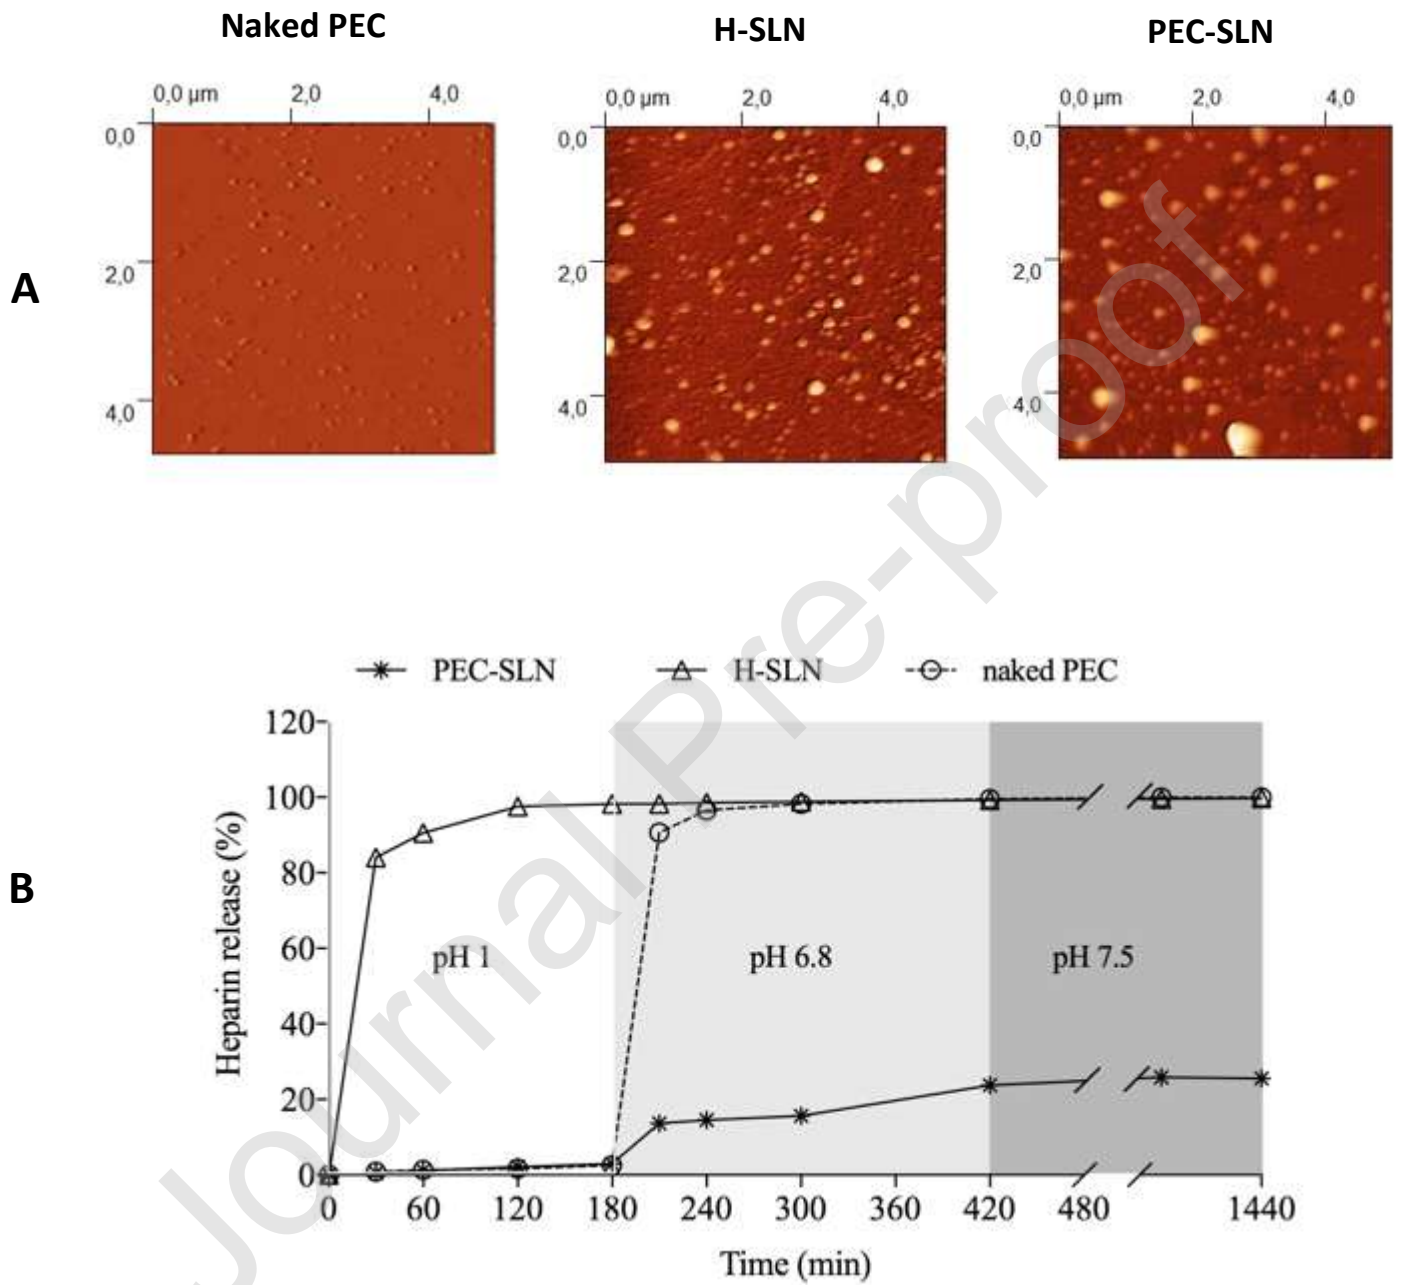 Naked PEC H-SLN PEC-SLN
0,0 µm 2,0 4,0 0,0 µm 2,0 4,0 0,0 µm 2,0 4,0
0,0 0,0 0,0
2,0 2,0 2,0
A
4,0 4,0 4,0
PEC-SLN H-SLN naked PEC
120
100
80
60
40
20
0
Heparin release (%)
B
pH 1 pH 6.8 pH 7.5
0 60 120 180 240 300 360 420 480 1440
Time (min)
Journal Pre-proof